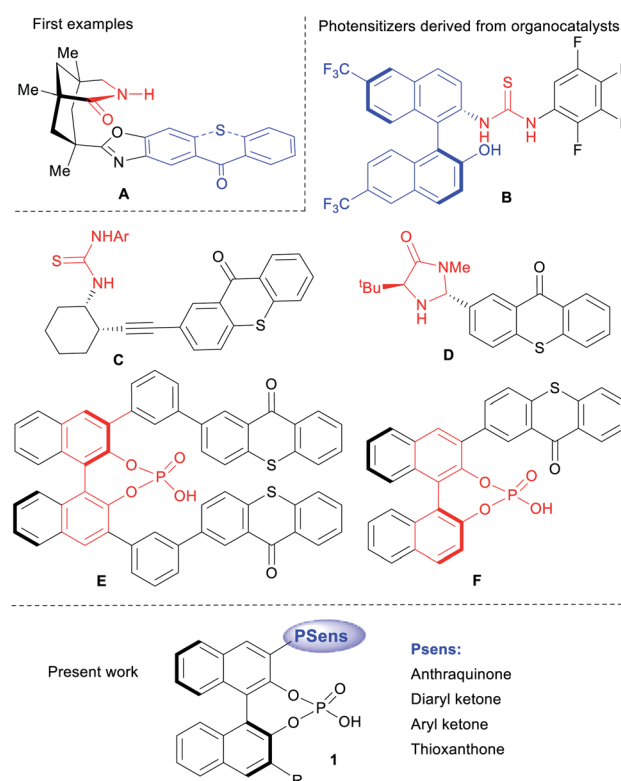 First examples
Photosensitizers derived from organocatalysts
Me
Me
N
H
O
O
N
S
O
Me
A
F₃C
F₃C
OH
NH
S
NH
F
F
F
F
B
NHAr
S
NH
O
S
C
O
NMe
ᵗBu
N
H
O
S
D
O
S
O
O
P
O
OH
S
O
E
S
O
O
O
P
O
OH
F
Present work
PSens
O
O
P
O
OH
R
1
Psens:
Anthraquinone
Diaryl ketone
Aryl ketone
Thioxanthone